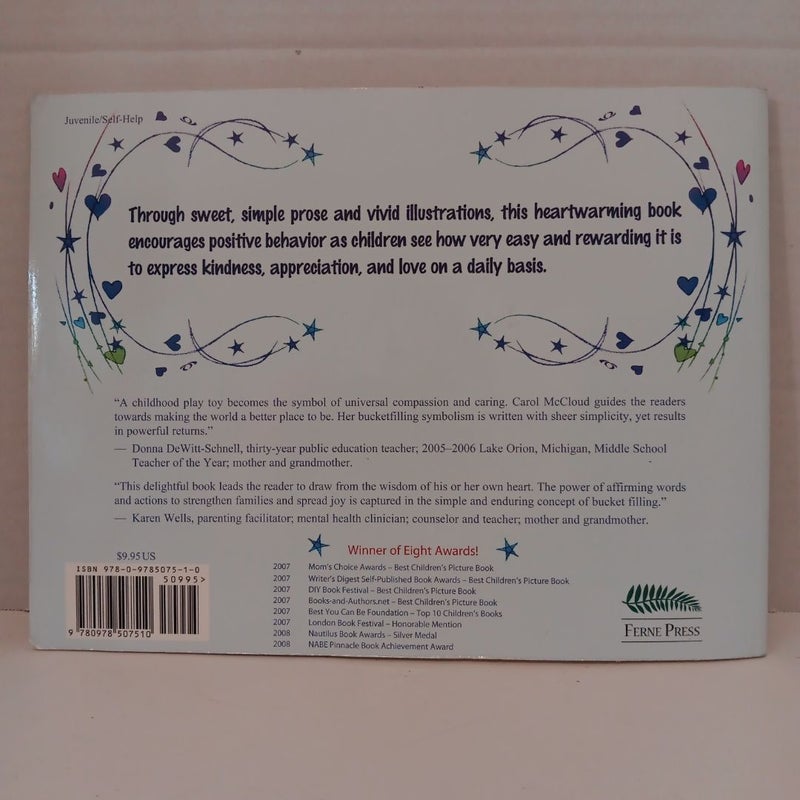 Juvenile/Self-Help
Through sweet, simple prose and vivid illustrations, this heartwarming book
encourages positive behavior as children see how very easy and rewarding it is
to express kindness, appreciation, and love on a daily basis.
“A childhood play toy becomes the symbol of universal compassion and caring. Carol McCloud guides the readers
towards making the world a better place to be. Her bucketfilling symbolism is written with sheer simplicity, yet results
in powerful returns.”
— Donna DeWitt-Schnell, thirty-year public education teacher; 2005–2006 Lake Orion, Michigan, Middle School
Teacher of the Year; mother and grandmother.
“This delightful book leads the reader to draw from the wisdom of his or her own heart. The power of affirming words
and actions to strengthen families and spread joy is captured in the simple and enduring concept of bucket filling.”
— Karen Wells, parenting facilitator; mental health clinician; counselor and teacher; mother and grandmother.
Winner of Eight Awards!
2007 Mom's Choice Awards – Best Children's Picture Book
2007 Writer's Digest Self-Published Book Awards – Best Children's Picture Book
2007 DIY Book Festival – Best Children's Picture Book
2007 Books-and-Authors.net – Best Children's Picture Book
2007 Best You Can Be Foundation – Top 10 Children's Books
2007 London Book Festival – Honorable Mention
2008 Nautilus Book Awards – Silver Medal
2008 NABE Pinnacle Book Achievement Award
$9.95 US
ISBN 978-0-9785075-1-0
50995>
9 780978 507510
FERNE PRESS